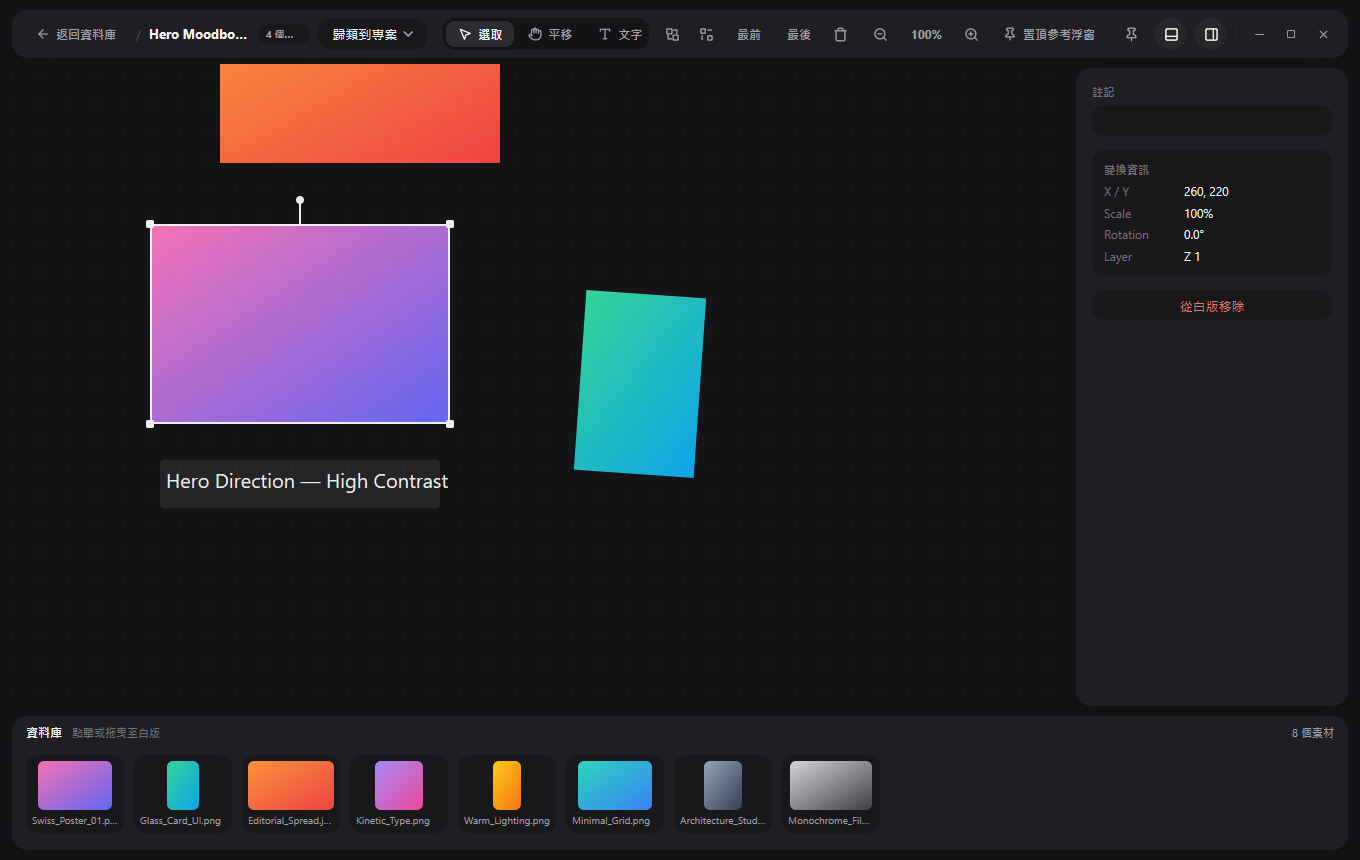 返回資料庫 / Hero Moodbo... 4 個... 歸類到專案 選取 平移 文字 最前 最後 100% 置頂參考浮窗
註記
變換資訊
X / Y 260, 220
Scale 100%
Rotation 0.0°
Layer Z 1
從白版移除
Hero Direction — High Contrast
資料庫 點擊或拖曳至白版 8 個素材
Swiss_Poster_01.p... Glass_Card_UI.png Editorial_Spread.j... Kinetic_Type.png Warm_Lighting.png Minimal_Grid.png Architecture_Stud... Monochrome_Fil...